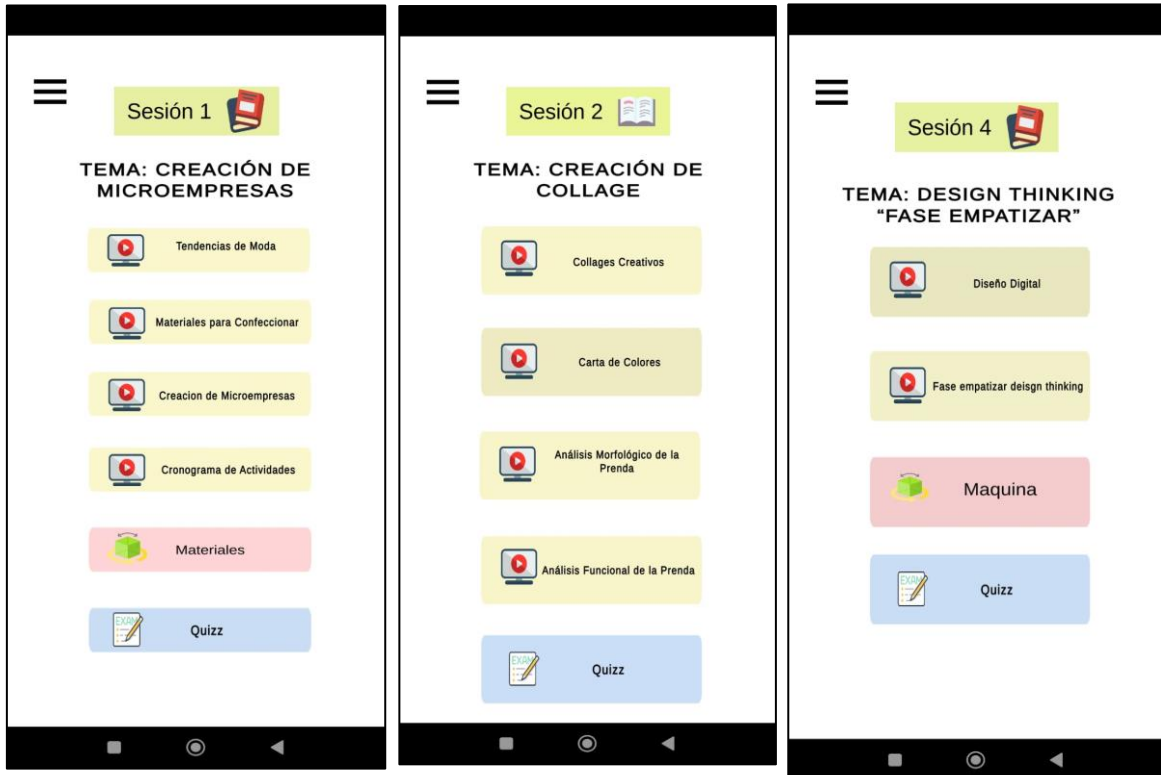 Sesión 1
TEMA: CREACIÓN DE
MICROEMPRESAS
Tendencias de Moda
Materiales para Confeccionar
Creacion de Microempresas
Cronograma de Actividades
Materiales
EXAM
Quizz
Sesión 2
TEMA: CREACIÓN DE
COLLAGE
Collages Creativos
Carta de Colores
Análisis Morfológico de la
Prenda
Análisis Funcional de la Prenda
EXAM
Quizz
Sesión 4
TEMA: DESIGN THINKING
“FASE EMPATIZAR”
Diseño Digital
Fase empatizar deisgn thinking
Maquina
EXAM
Quizz